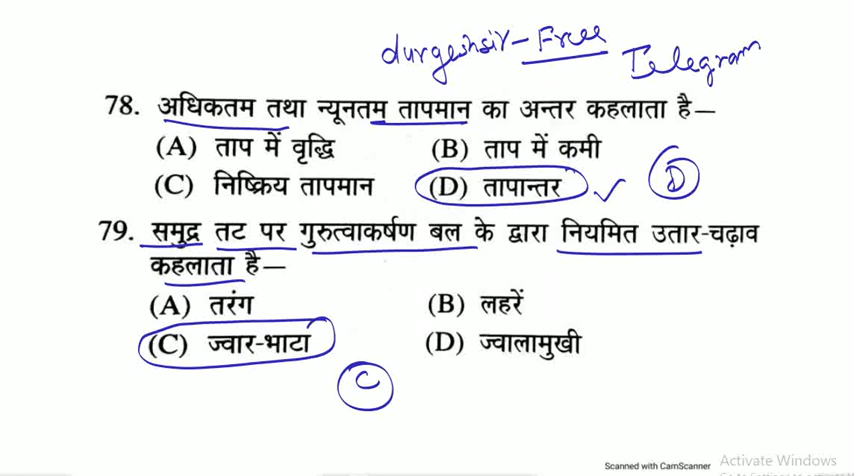 durgeshsir - Free Telegram
78. अधिकतम तथा न्यूनतम तापमान का अन्तर कहलाता है—
(A) ताप में वृद्धि (B) ताप में कमी
(C) निष्क्रिय तापमान (D) तापान्तर D
79. समुद्र तट पर गुरुत्वाकर्षण बल के द्वारा नियमित उतार-चढ़ाव
कहलाता है—
(A) तरंग (B) लहरें
(C) ज्वार-भाटा (D) ज्वालामुखी
C
Scanned with CamScanner Activate Windows